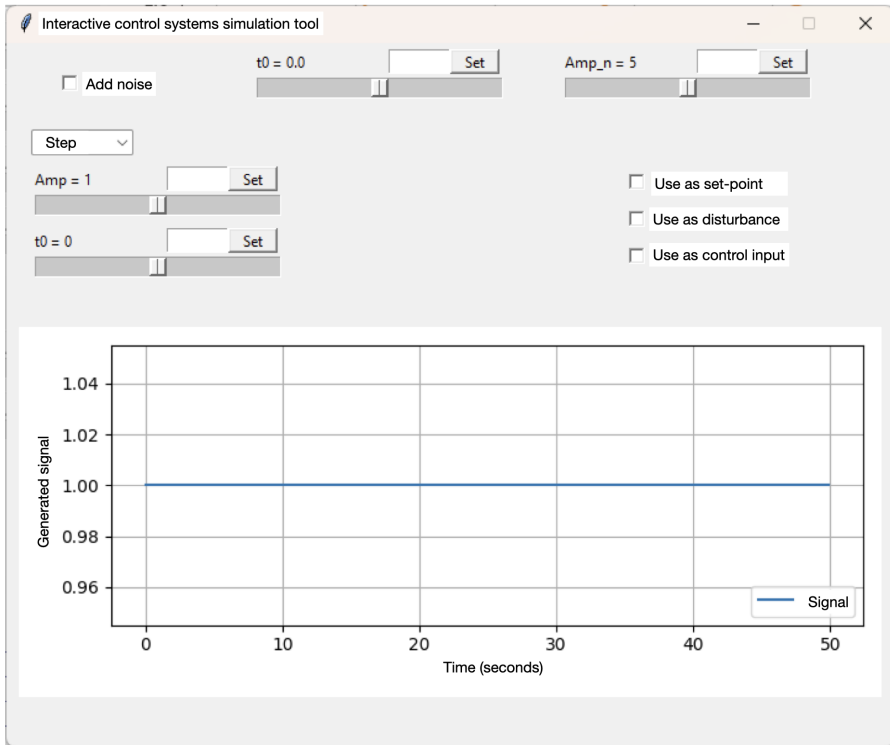 Interactive control systems simulation tool
Add noise
t0 = 0.0
Set
Amp_n = 5
Set
Step
Amp = 1
Set
t0 = 0
Set
Use as set-point
Use as disturbance
Use as control input
Generated signal
1.04
1.02
1.00
0.98
0.96
Signal
0 10 20 30 40 50
Time (seconds)